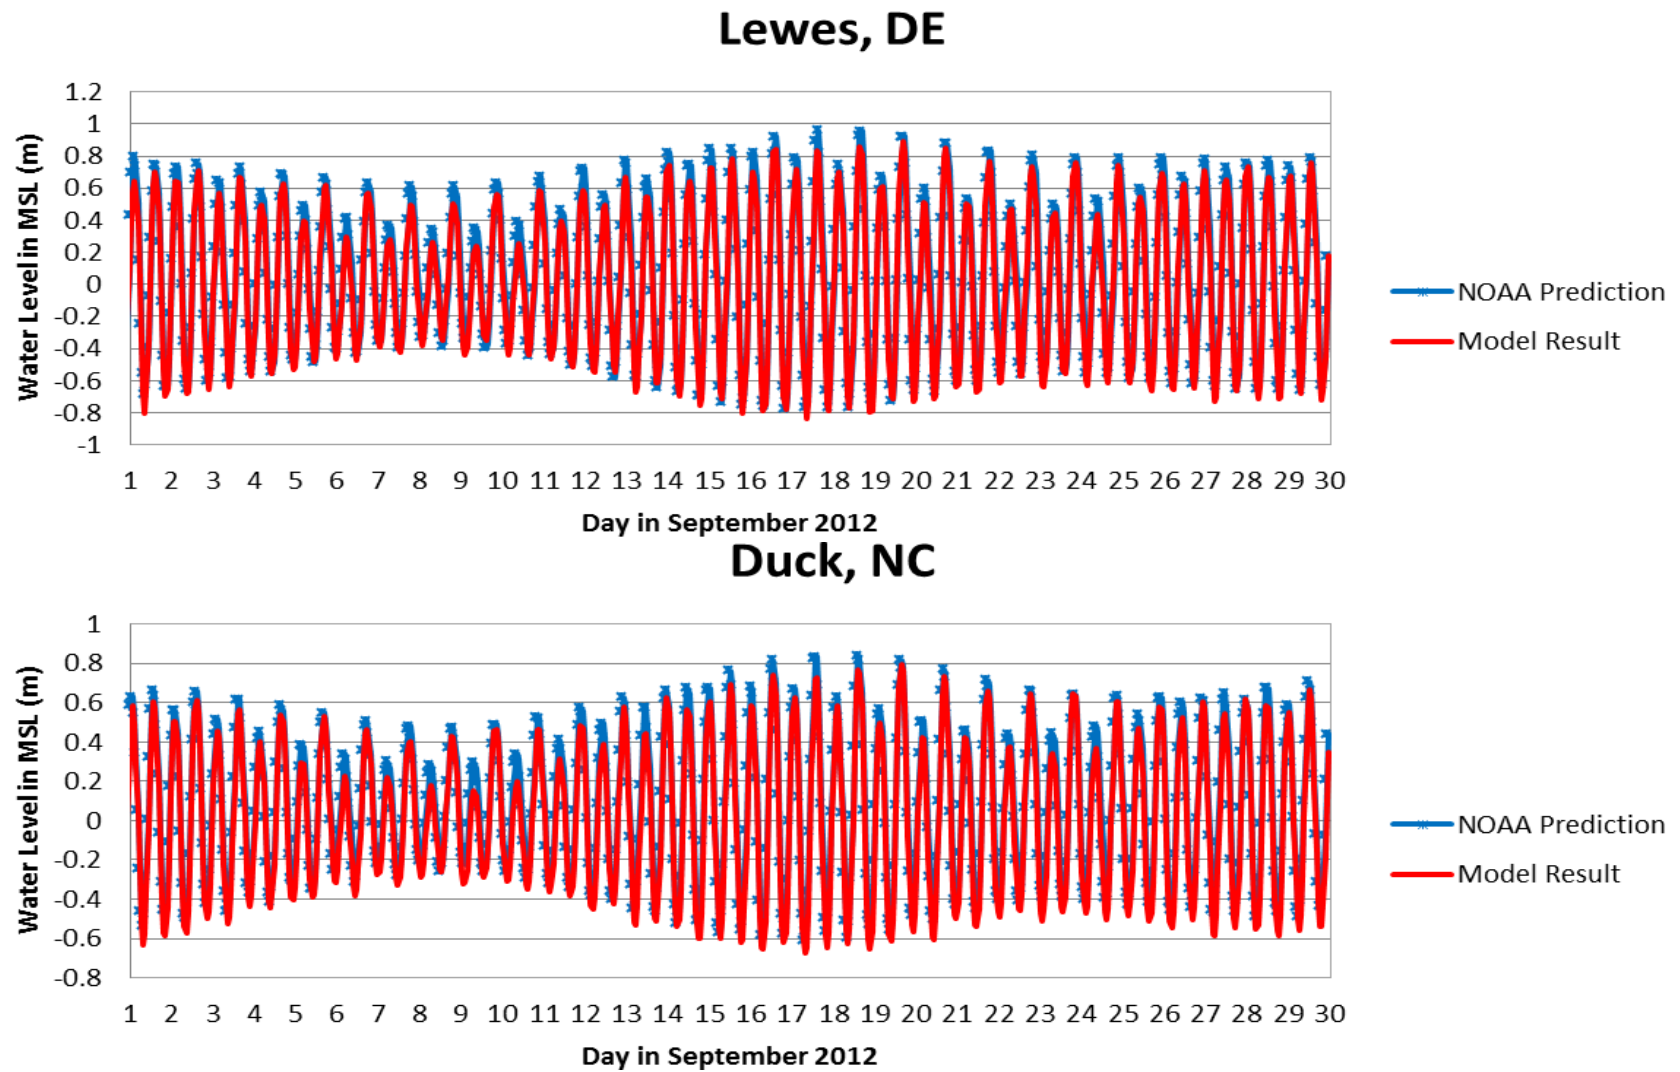 Lewes, DE
Water Level in MSL (m)
1.2
1
0.8
0.6
0.4
0.2
0
-0.2
-0.4
-0.6
-0.8
-1
1 2 3 4 5 6 7 8 9 10 11 12 13 14 15 16 17 18 19 20 21 22 23 24 25 26 27 28 29 30
Day in September 2012
NOAA Prediction
Model Result
Duck, NC
Water Level in MSL (m)
1
0.8
0.6
0.4
0.2
0
-0.2
-0.4
-0.6
-0.8
1 2 3 4 5 6 7 8 9 10 11 12 13 14 15 16 17 18 19 20 21 22 23 24 25 26 27 28 29 30
Day in September 2012
NOAA Prediction
Model Result